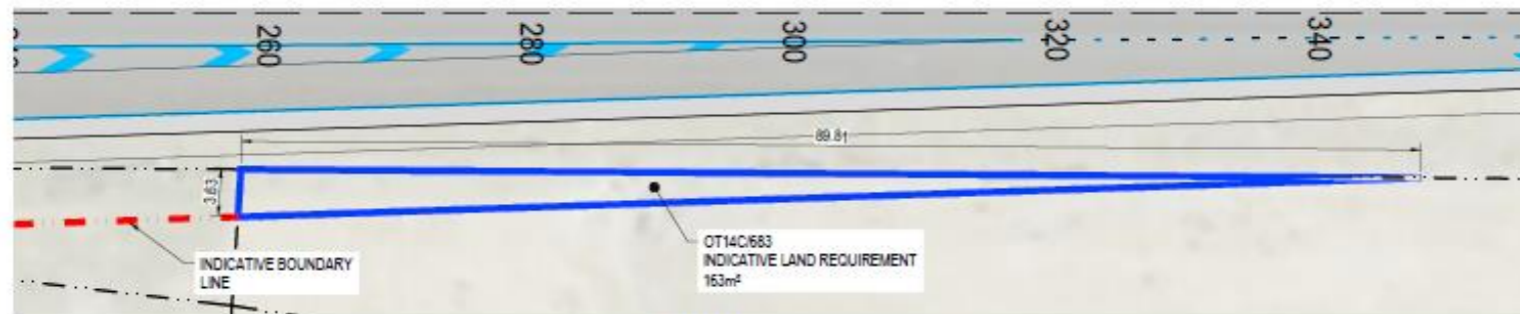 260
280
300
320
340
89.81
3.63
INDICATIVE BOUNDARY
LINE
OT14C/683
INDICATIVE LAND REQUIREMENT
163m²